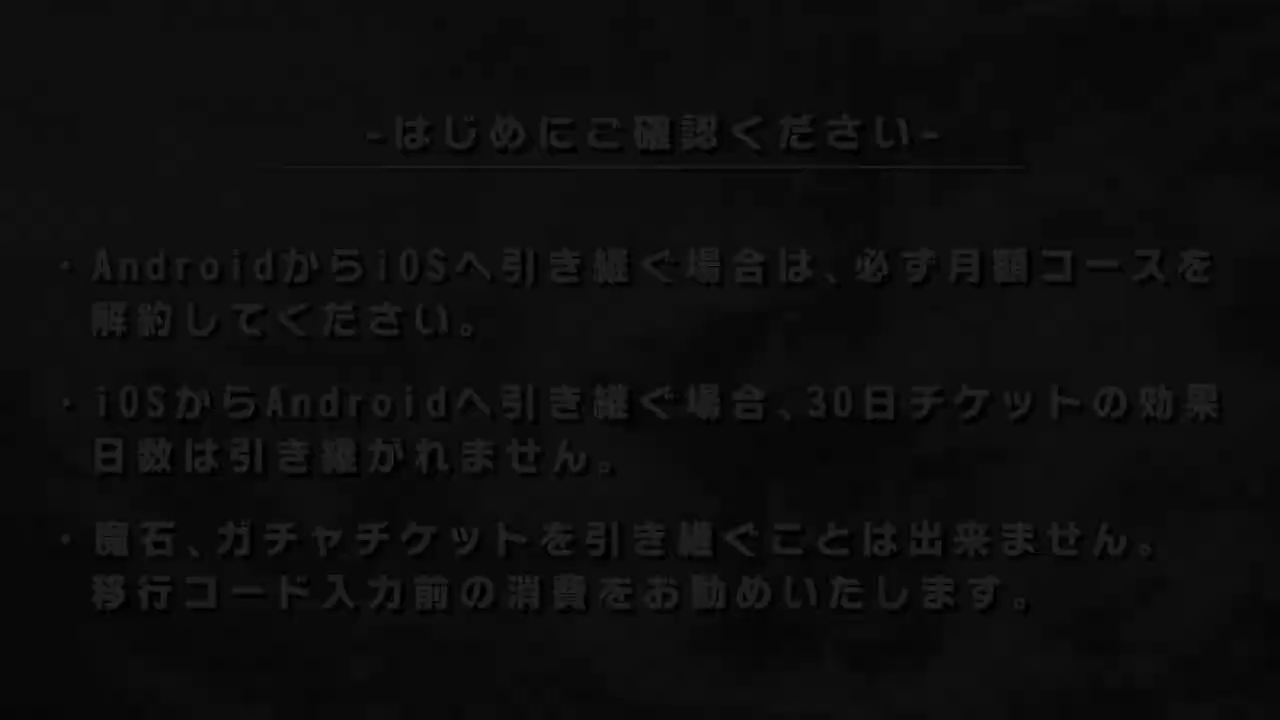 -はじめにご確認ください-
・AndroidからiOSへ引き継ぐ場合は、必ず月額コースを
解約してください。
・iOSからAndroidへ引き継ぐ場合、30日チケットの効果
日数は引き継がれません。
・魔石、ガチャチケットを引き継ぐことは出来ません。
移行コード入力前の消費をお勧めいたします。